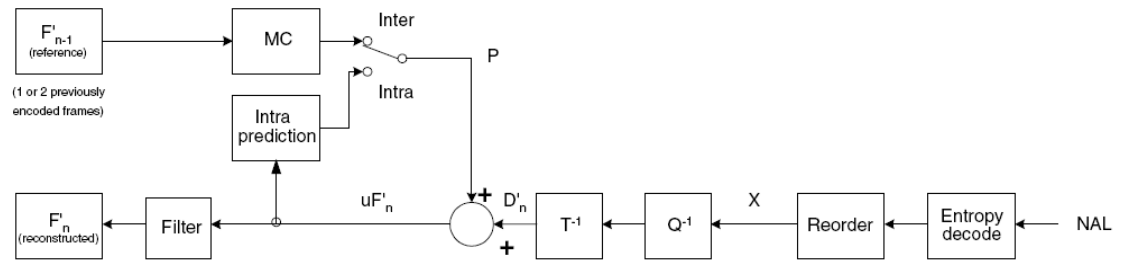 F'n-1
(reference)
(1 or 2 previously
encoded frames)
MC
Inter
Intra
P
Intra
prediction
F'n
(reconstructed)
Filter
uF'n
+
+
D'n
T-1
Q-1
X
Reorder
Entropy
decode
NAL